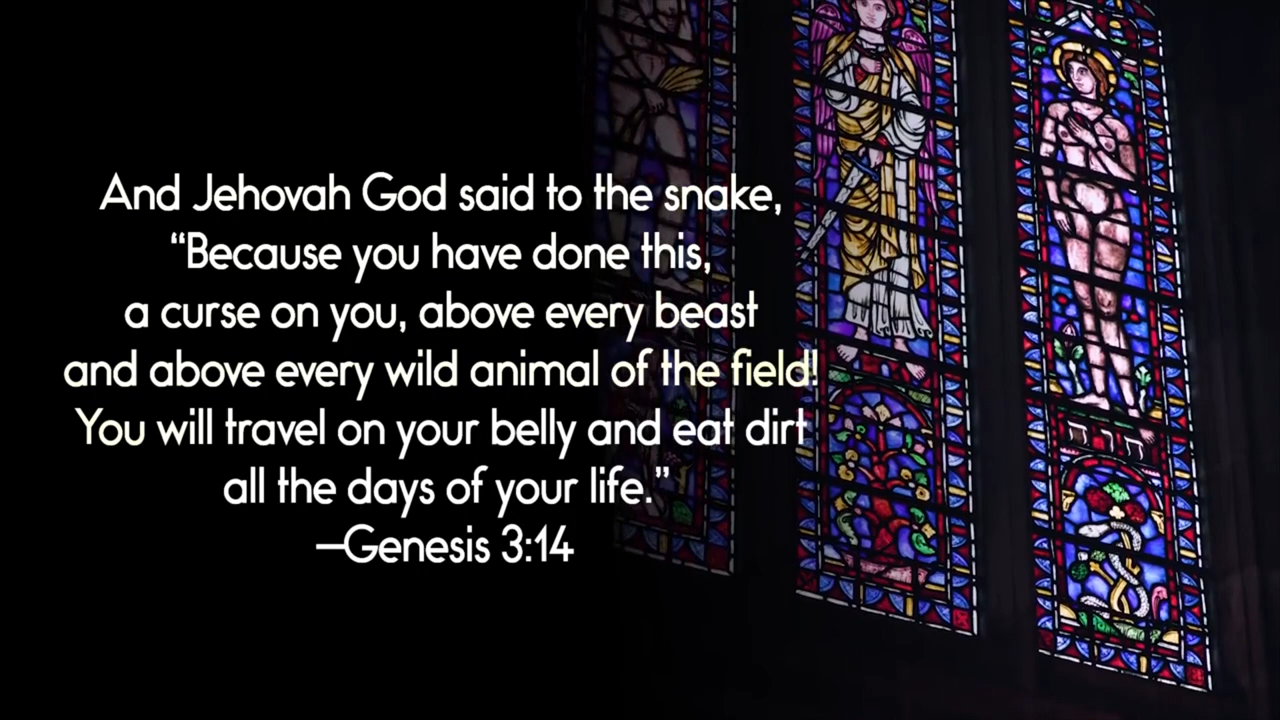 And Jehovah God said to the snake,
“Because you have done this,
a curse on you, above every beast
and above every wild animal of the field!
You will travel on your belly and eat dirt
all the days of your life.”
—Genesis 3:14
חוה